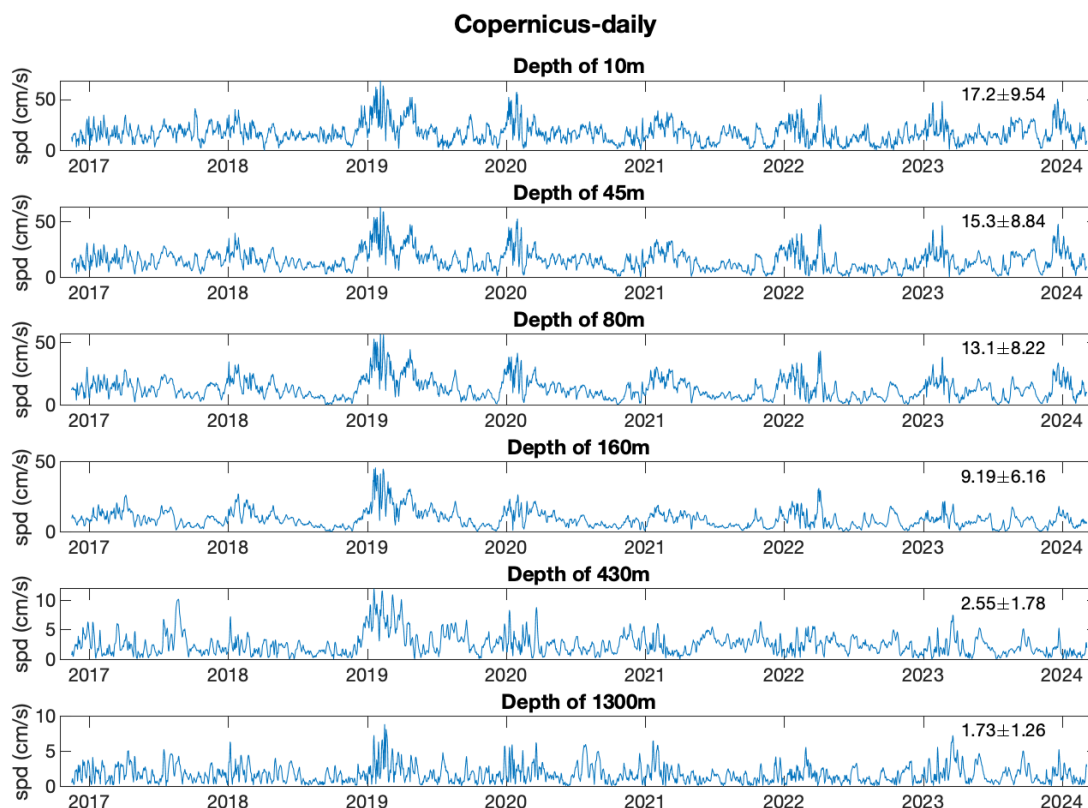 Copernicus-daily
Depth of 10m
spd (cm/s)
50
0
17.2±9.54
2017 2018 2019 2020 2021 2022 2023 2024
Depth of 45m
spd (cm/s)
50
0
15.3±8.84
2017 2018 2019 2020 2021 2022 2023 2024
Depth of 80m
spd (cm/s)
50
0
13.1±8.22
2017 2018 2019 2020 2021 2022 2023 2024
Depth of 160m
spd (cm/s)
50
0
9.19±6.16
2017 2018 2019 2020 2021 2022 2023 2024
Depth of 430m
spd (cm/s)
10
5
0
2.55±1.78
2017 2018 2019 2020 2021 2022 2023 2024
Depth of 1300m
spd (cm/s)
10
5
0
1.73±1.26
2017 2018 2019 2020 2021 2022 2023 2024